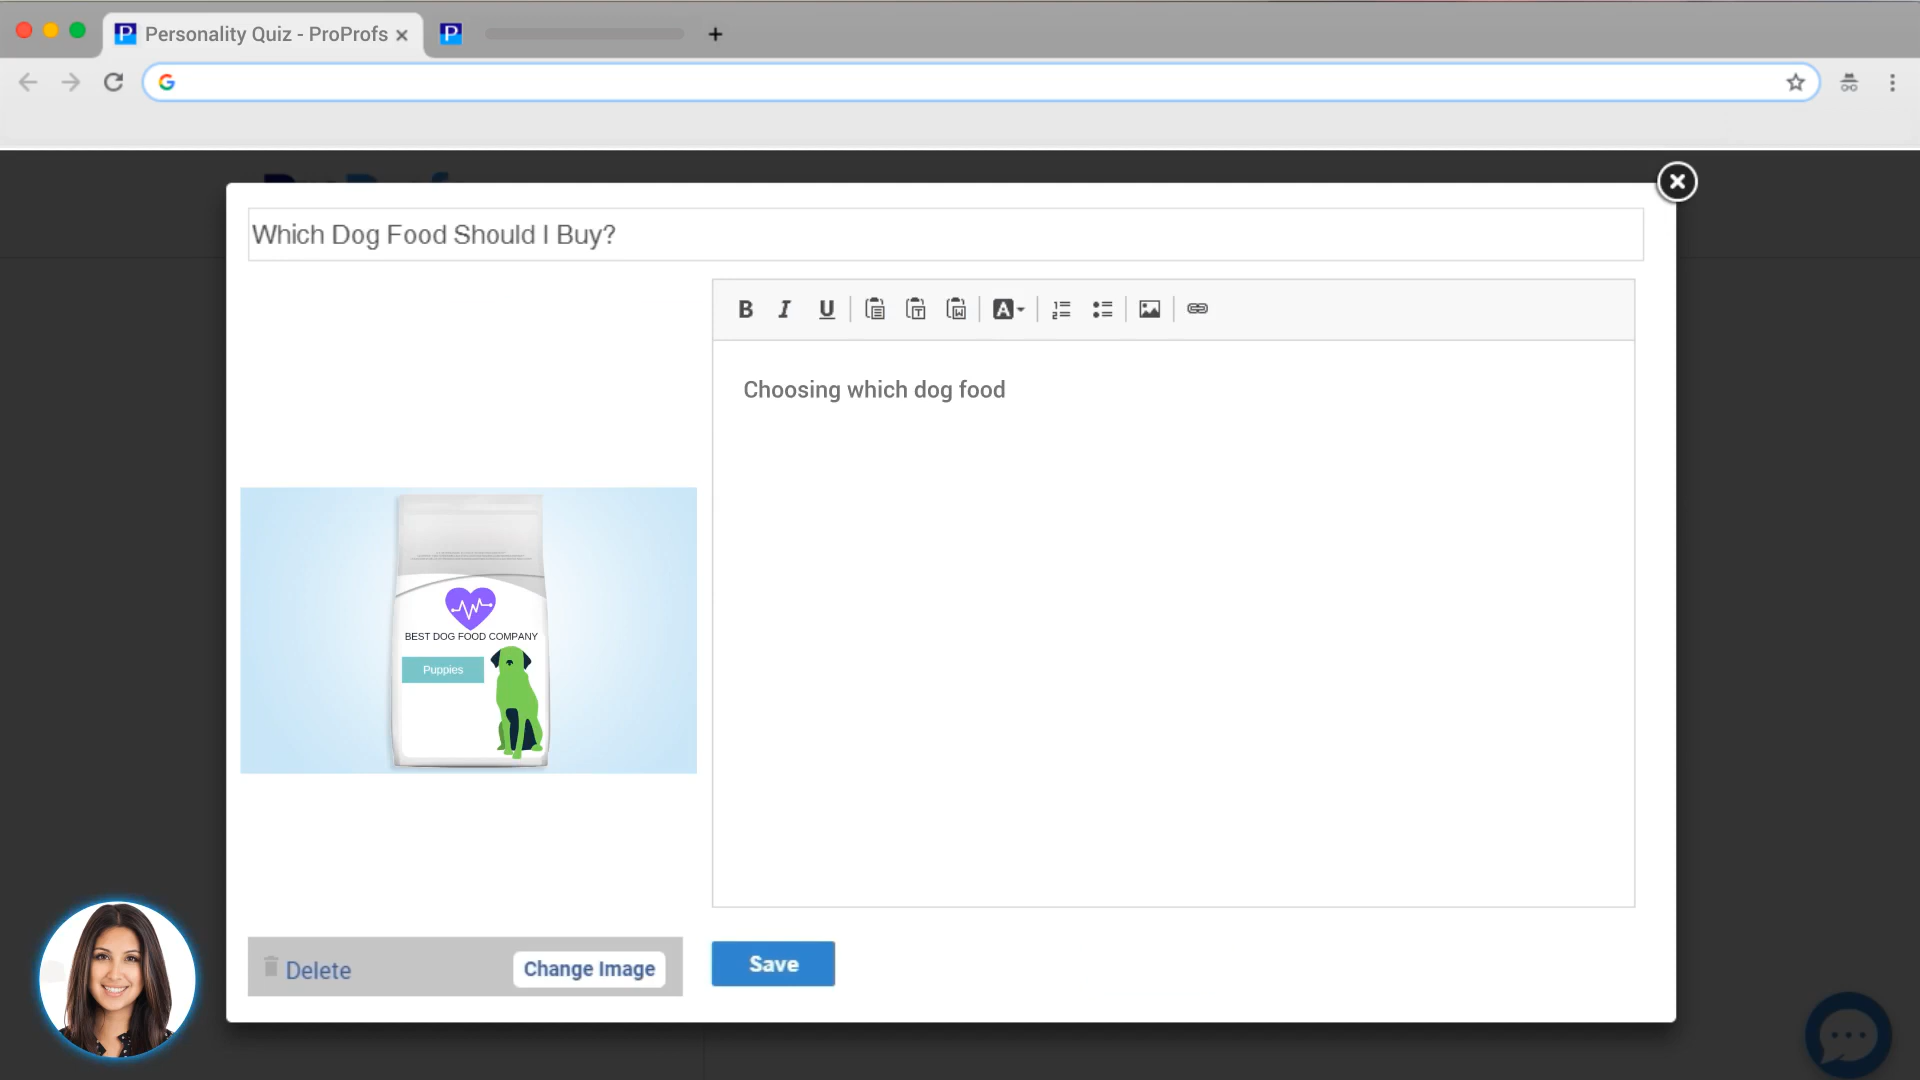 Personality Quiz - ProProfs
Which Dog Food Should I Buy?
B I U
A
Choosing which dog food
BEST DOG FOOD COMPANY
Puppies
Delete
Change Image
Save